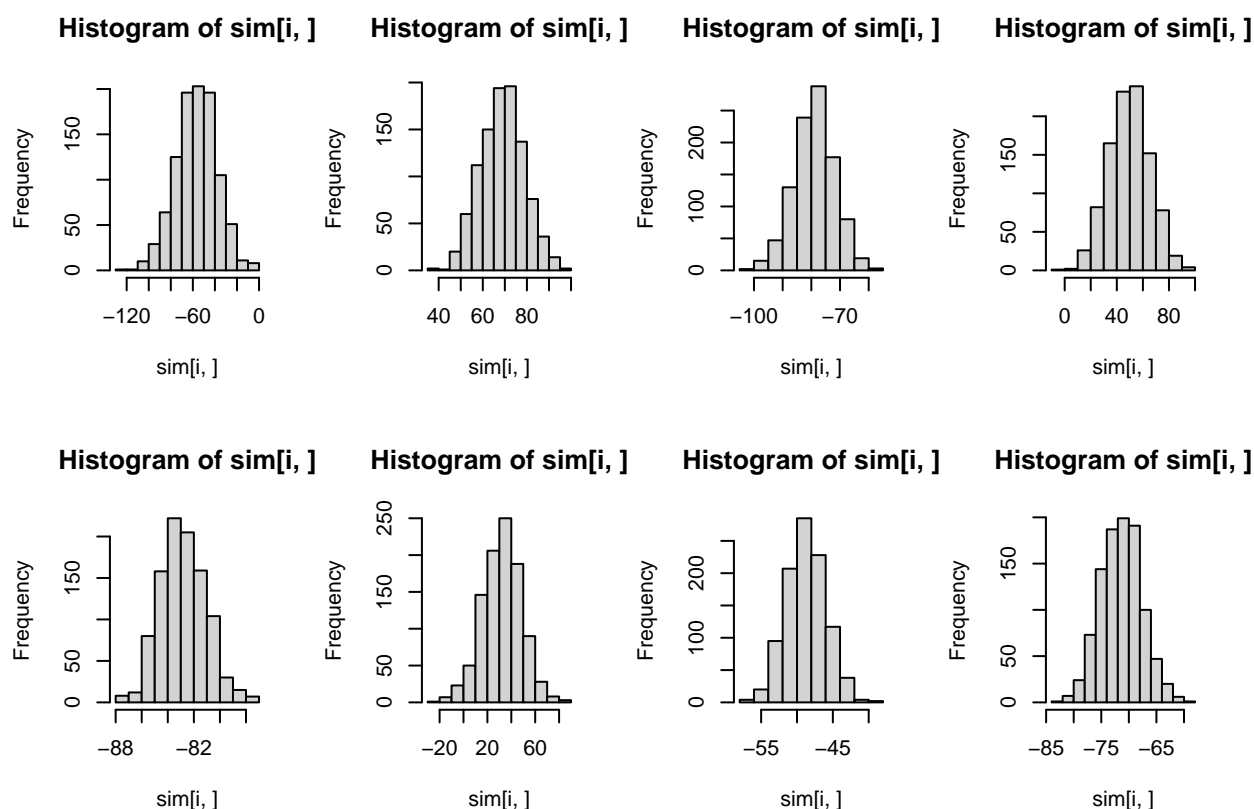 Histogram of sim[i, ]
Frequency
0
50
150
−120
−60
0
sim[i, ]
Histogram of sim[i, ]
Frequency
0
50
150
40
60
80
sim[i, ]
Histogram of sim[i, ]
Frequency
0
100
200
−100
−70
sim[i, ]
Histogram of sim[i, ]
Frequency
0
50
150
0
40
80
sim[i, ]
Histogram of sim[i, ]
Frequency
0
50
150
−88
−82
sim[i, ]
Histogram of sim[i, ]
Frequency
0
50
150
250
−20
20
60
sim[i, ]
Histogram of sim[i, ]
Frequency
0
100
200
−55
−45
sim[i, ]
Histogram of sim[i, ]
Frequency
0
50
150
−85
−75
−65
sim[i, ]